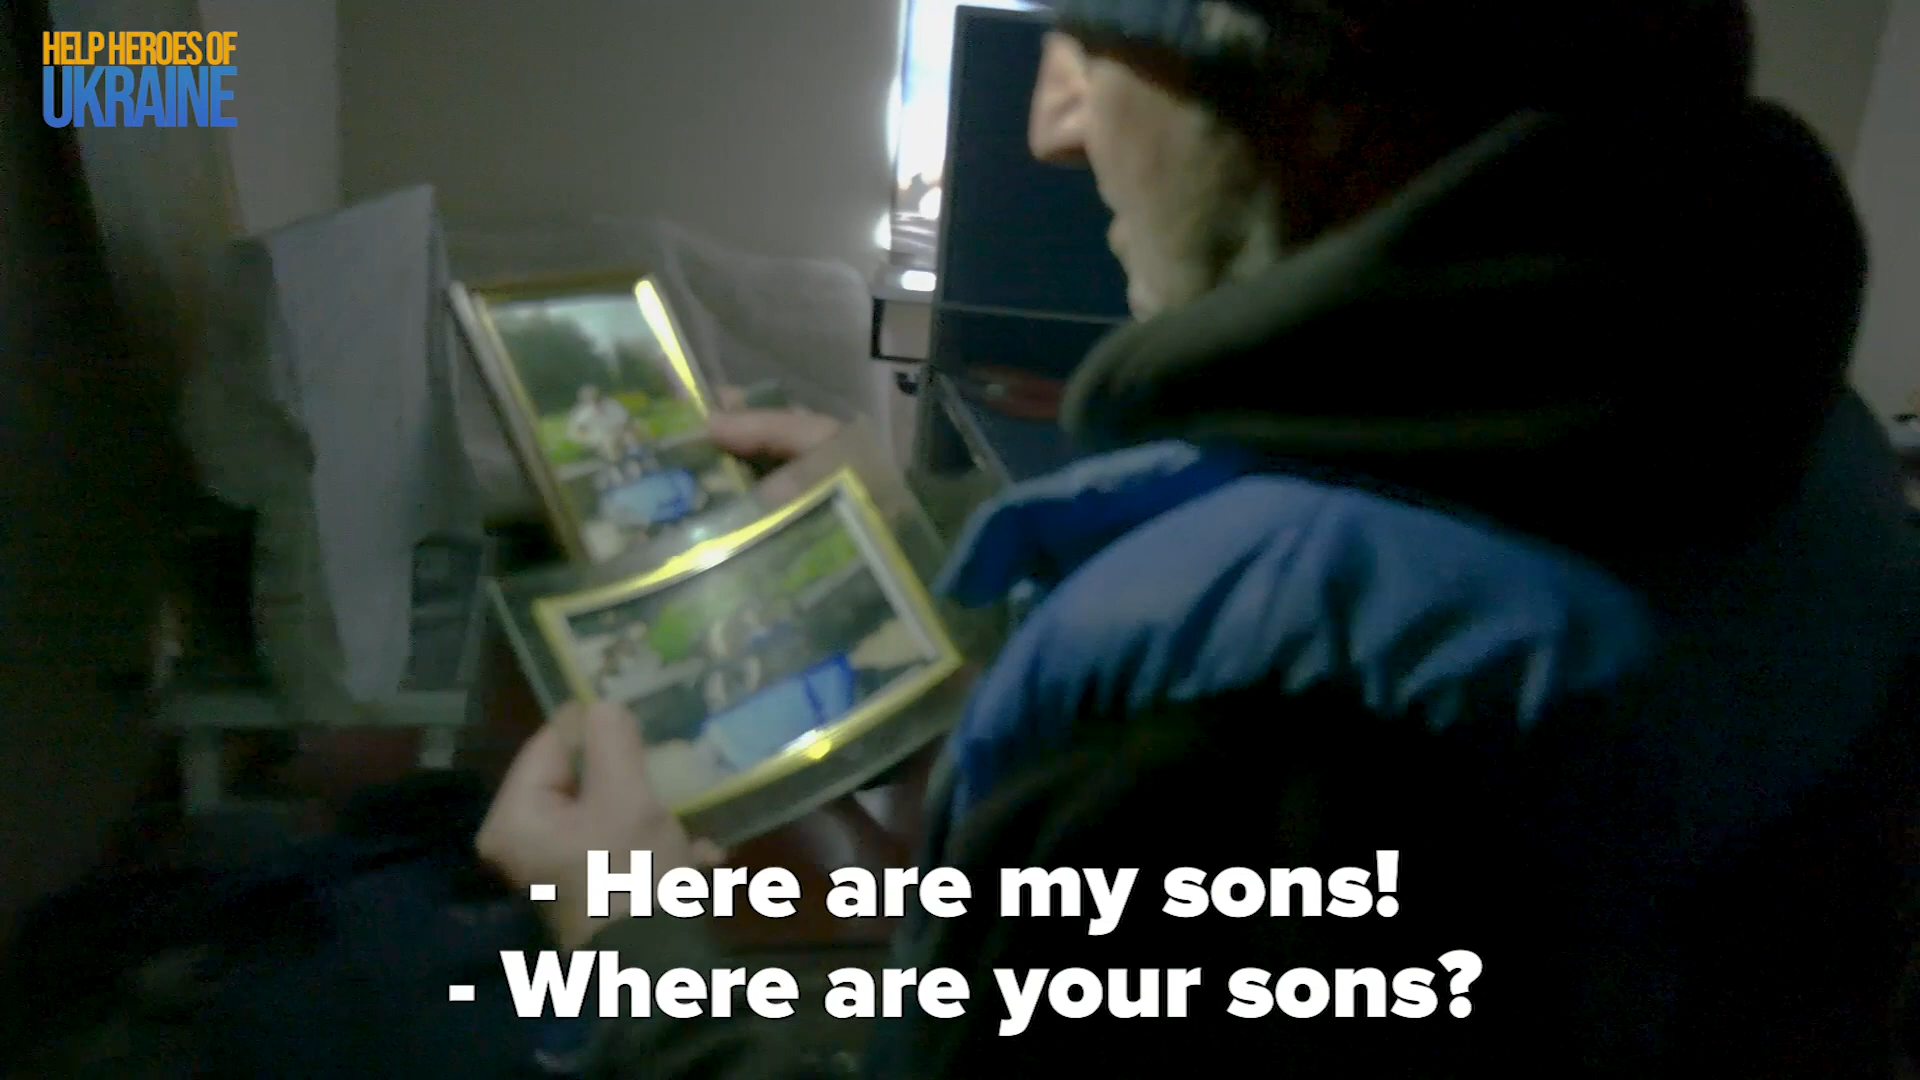 HELP HEROES OF
UKRAINE
- Here are my sons!
- Where are your sons?